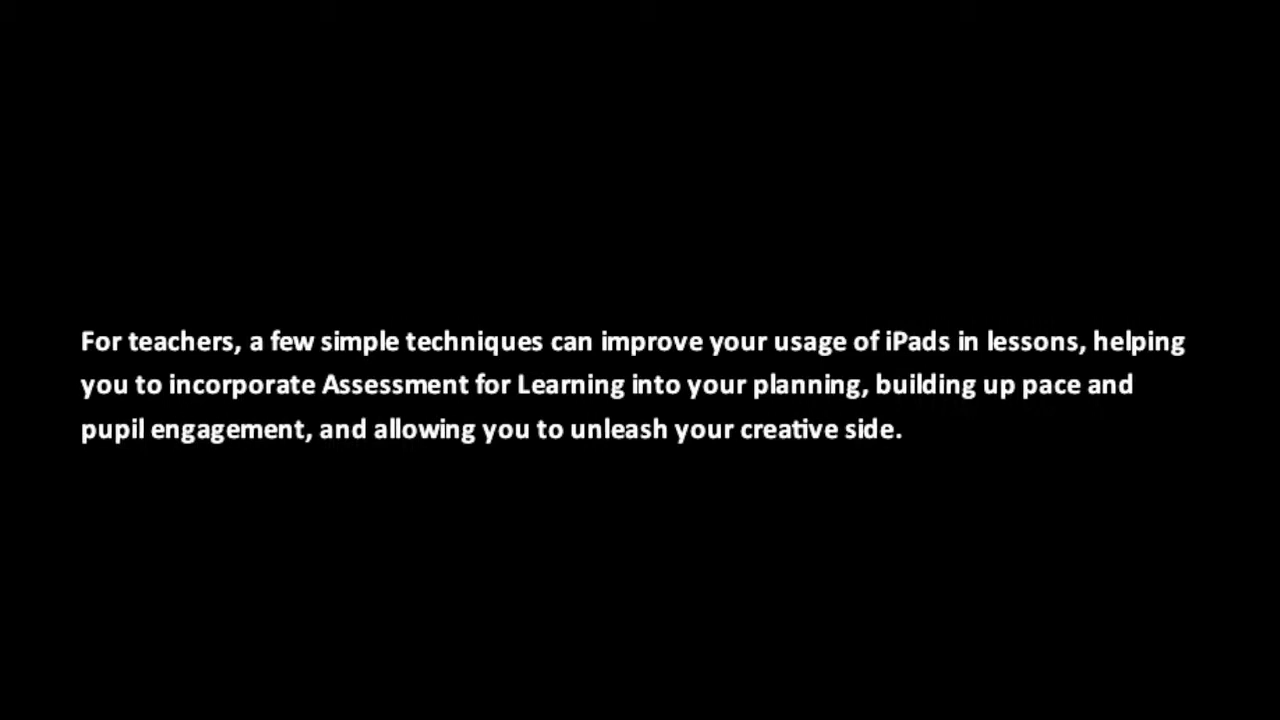 For teachers, a few simple techniques can improve your usage of iPads in lessons, helping
you to incorporate Assessment for Learning into your planning, building up pace and
pupil engagement, and allowing you to unleash your creative side.